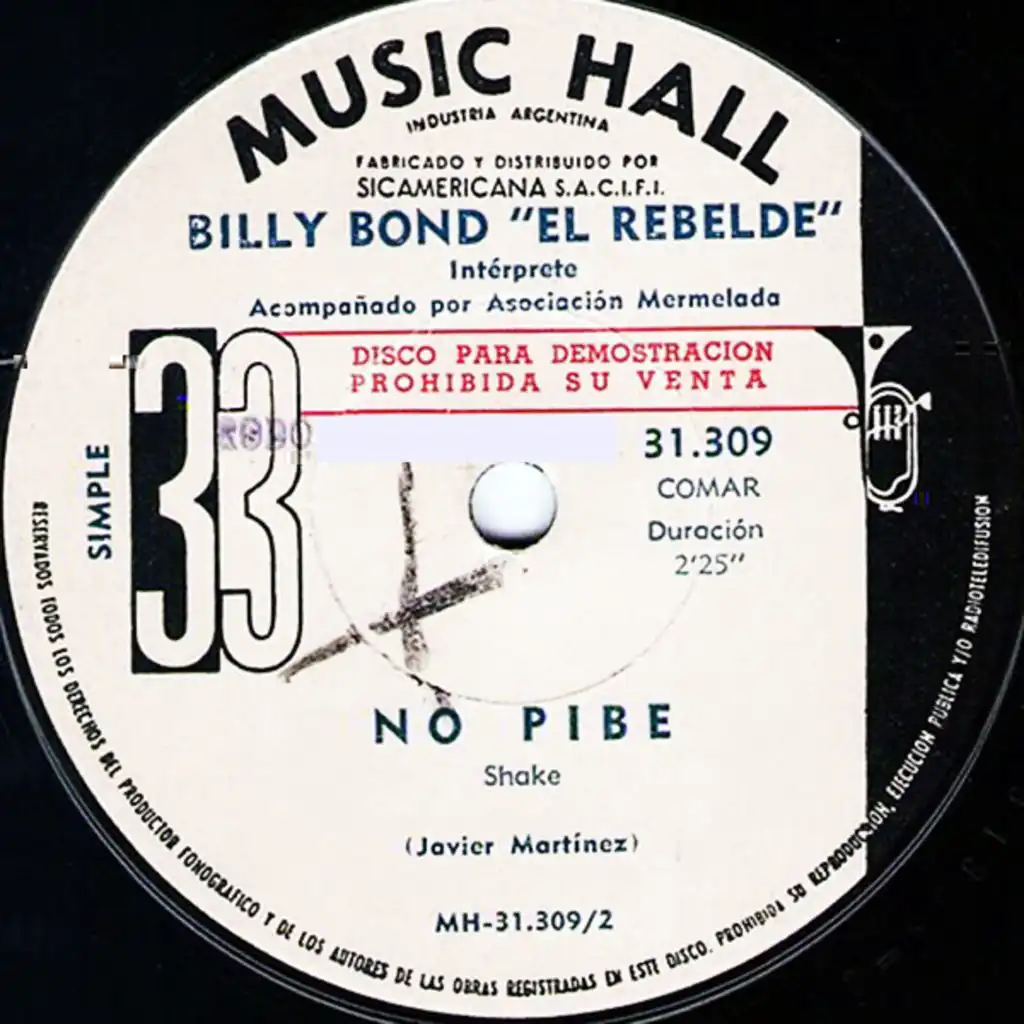 MUSIC HALL
INDUSTRIA ARGENTINA
FABRICADO Y DISTRIBUIDO POR
SICAMERICANA S.A.C.I.F.I.
BILLY BOND "EL REBELDE"
Intérprete
Acompañado por Asociación Mermelada
DISCO PARA DEMOSTRACION
PROHIBIDA SU VENTA
33
SIMPLE
31.309
COMAR
Duración
2'25"
NO PIBE
Shake
(Javier Martínez)
MH-31.309/2
RESERVADOS TODOS LOS DERECHOS DEL PRODUCTOR FONOGRAFICO Y DE LOS AUTORES DE LAS OBRAS REGISTRADAS EN ESTE DISCO. PROHIBIDA SU REPRODUCCION, EJECUCION PUBLICA Y/O RADIOTELEDIFUSION